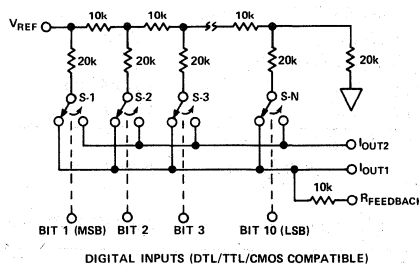 10k 10k 10k
VREF
20k 20k 20k 20k 20k
S-1 S-2 S-3 S-N
IOUT2
IOUT1
10k
RFEEDBACK
BIT 1 (MSB) BIT 2 BIT 3 BIT 10 (LSB)
DIGITAL INPUTS (DTL/TTL/CMOS COMPATIBLE)